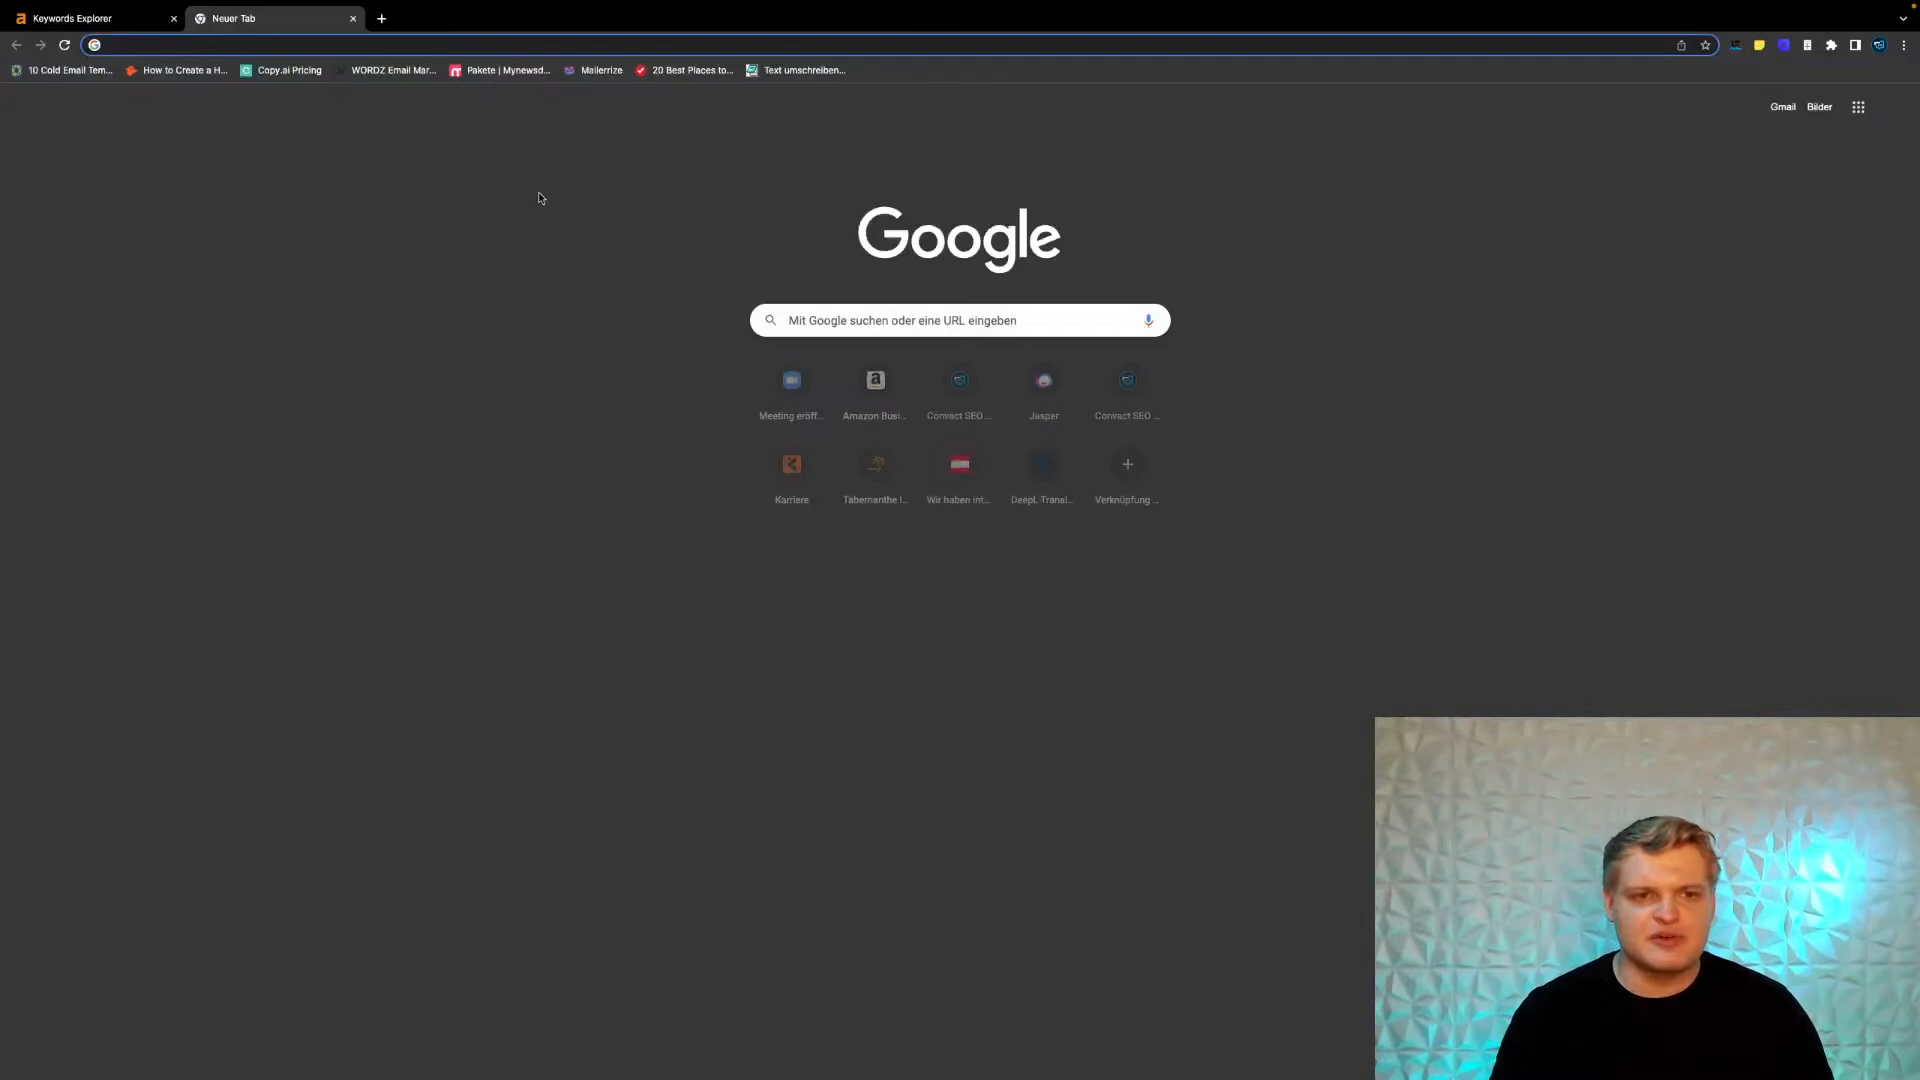 Keywords Explorer
Neuer Tab
10 Cold Email Tem...
How to Create a H...
Copy.ai Pricing
WORDZ Email Mar...
Pakete | Mynewsd...
Mailerrize
20 Best Places to...
Text umschreiben...
Gmail
Bilder
Google
Mit Google suchen oder eine URL eingeben
Meeting eröff...
Amazon Busi...
Convact SEO ...
Jasper
Convact SEO ...
Karriere
Tabernanthe I...
Wir haben int...
DeepL Transl...
Verknüpfung ...